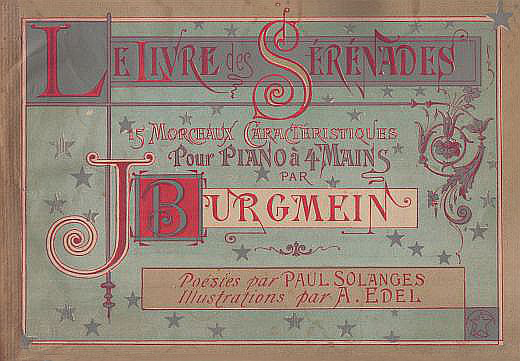 LE LIVRE des SÉRÉNADES
15 MORCEAUX CARACTÉRISTIQUES
Pour PIANO à 4 MAINS
PAR
J BURGMEIN
Poésies par PAUL SOLANGES
Illustrations par A. EDEL